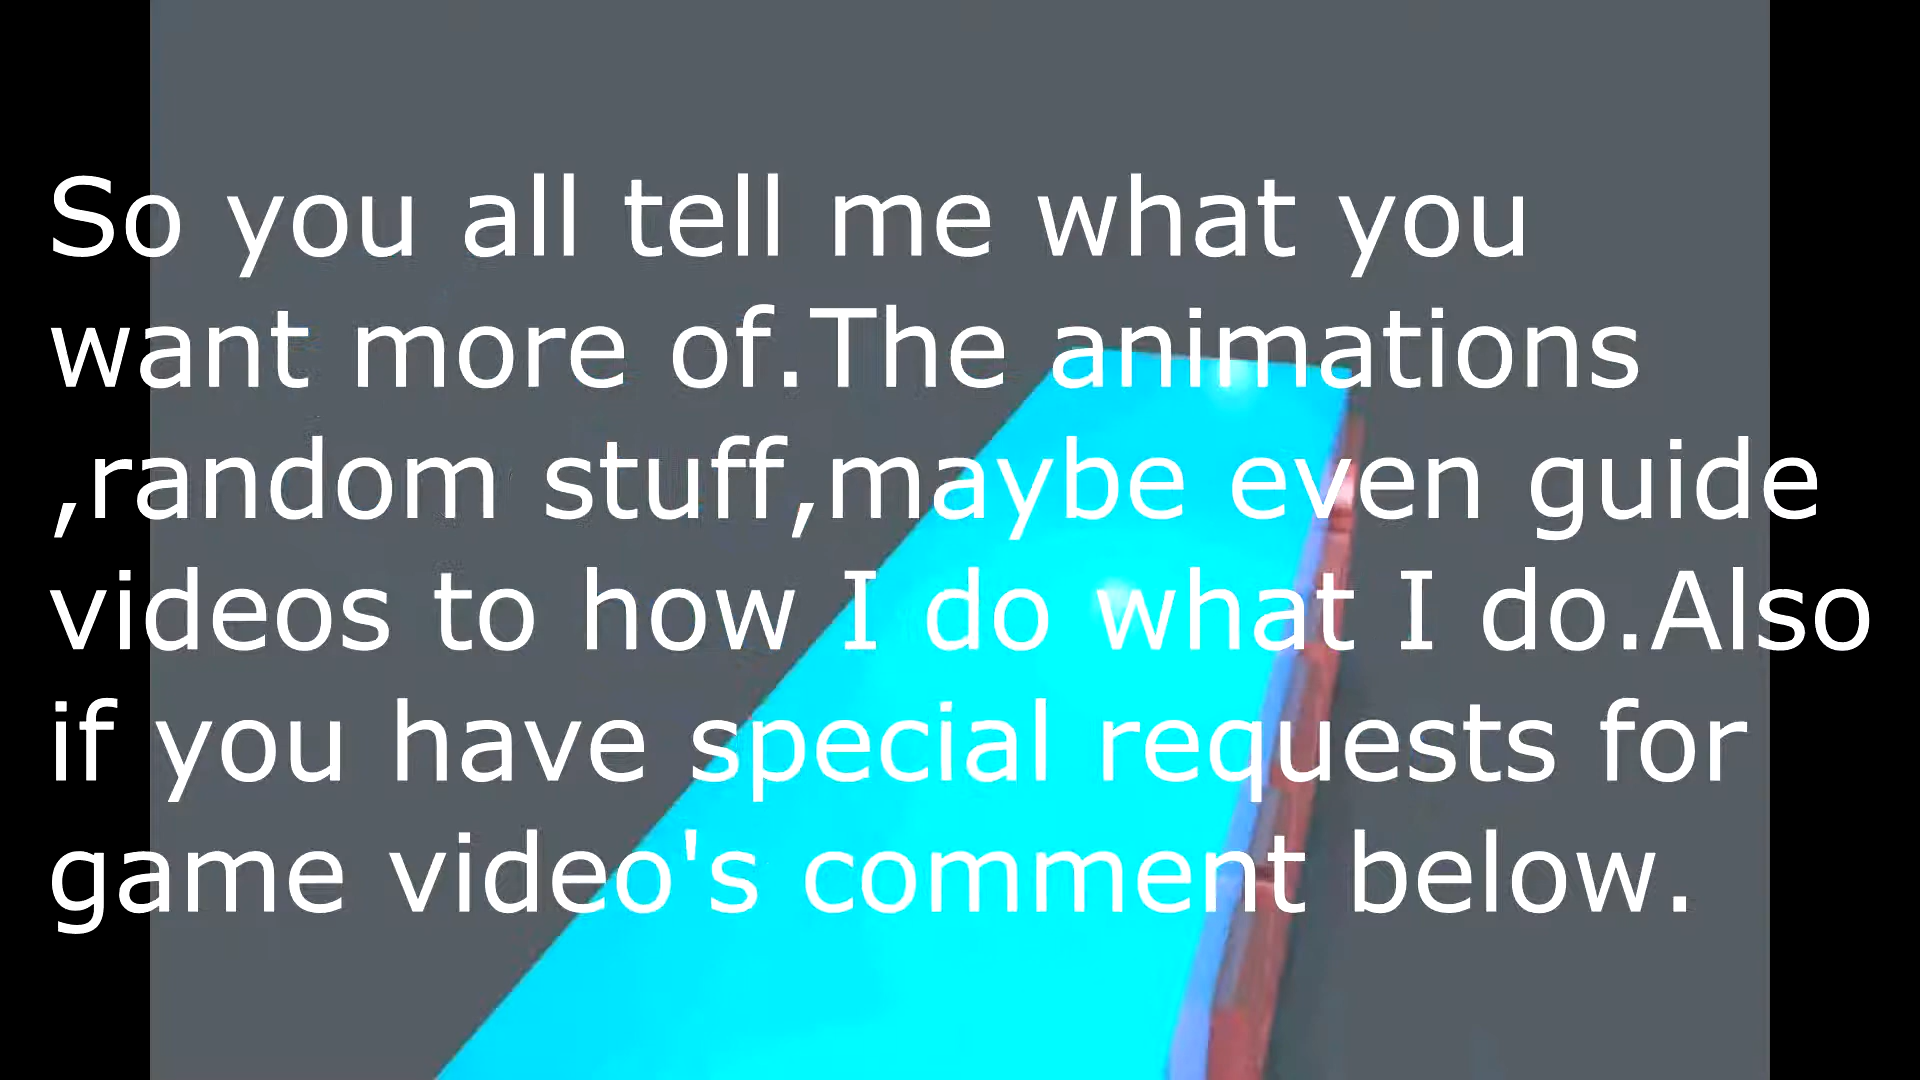 So you all tell me what you
want more of.The animations
,random stuff,maybe even guide
videos to how I do what I do.Also
if you have special requests for
game video's comment below.